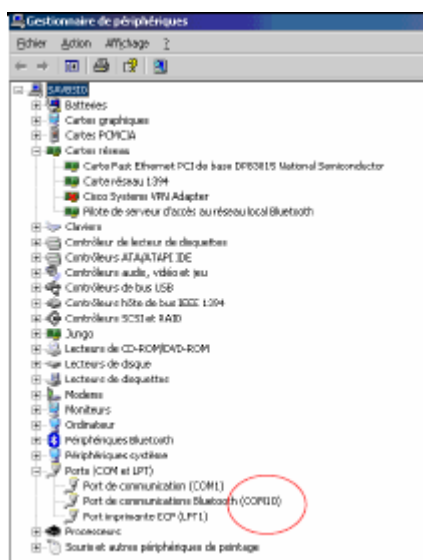 Gestionnaire de périphériques
Fichier Action Affichage ?
SAVBSIO
Batteries
Cartes graphiques
Cartes PCMCIA
Cartes réseau
Carte Fast Ethernet PCI de base DP83815 National Semiconductor
Carte réseau 1394
Cisco Systems VPN Adapter
Pilote de serveur d'accès au réseau local Bluetooth
Claviers
Contrôleur de lecteur de disquettes
Contrôleurs ATA/ATAPI IDE
Contrôleurs audio, vidéo et jeu
Contrôleurs de bus USB
Contrôleurs hôte de bus IEEE 1394
Contrôleurs SCSI et RAID
Jungo
Lecteurs de CD-ROM/DVD-ROM
Lecteurs de disque
Lecteurs de disquettes
Modems
Moniteurs
Ordinateur
Périphériques Bluetooth
Périphériques système
Ports (COM et LPT)
Port de communication (COM1)
Port de communications Bluetooth (COM10)
Port imprimante ECP (LPT1)
Processeurs
Souris et autres périphériques de pointage